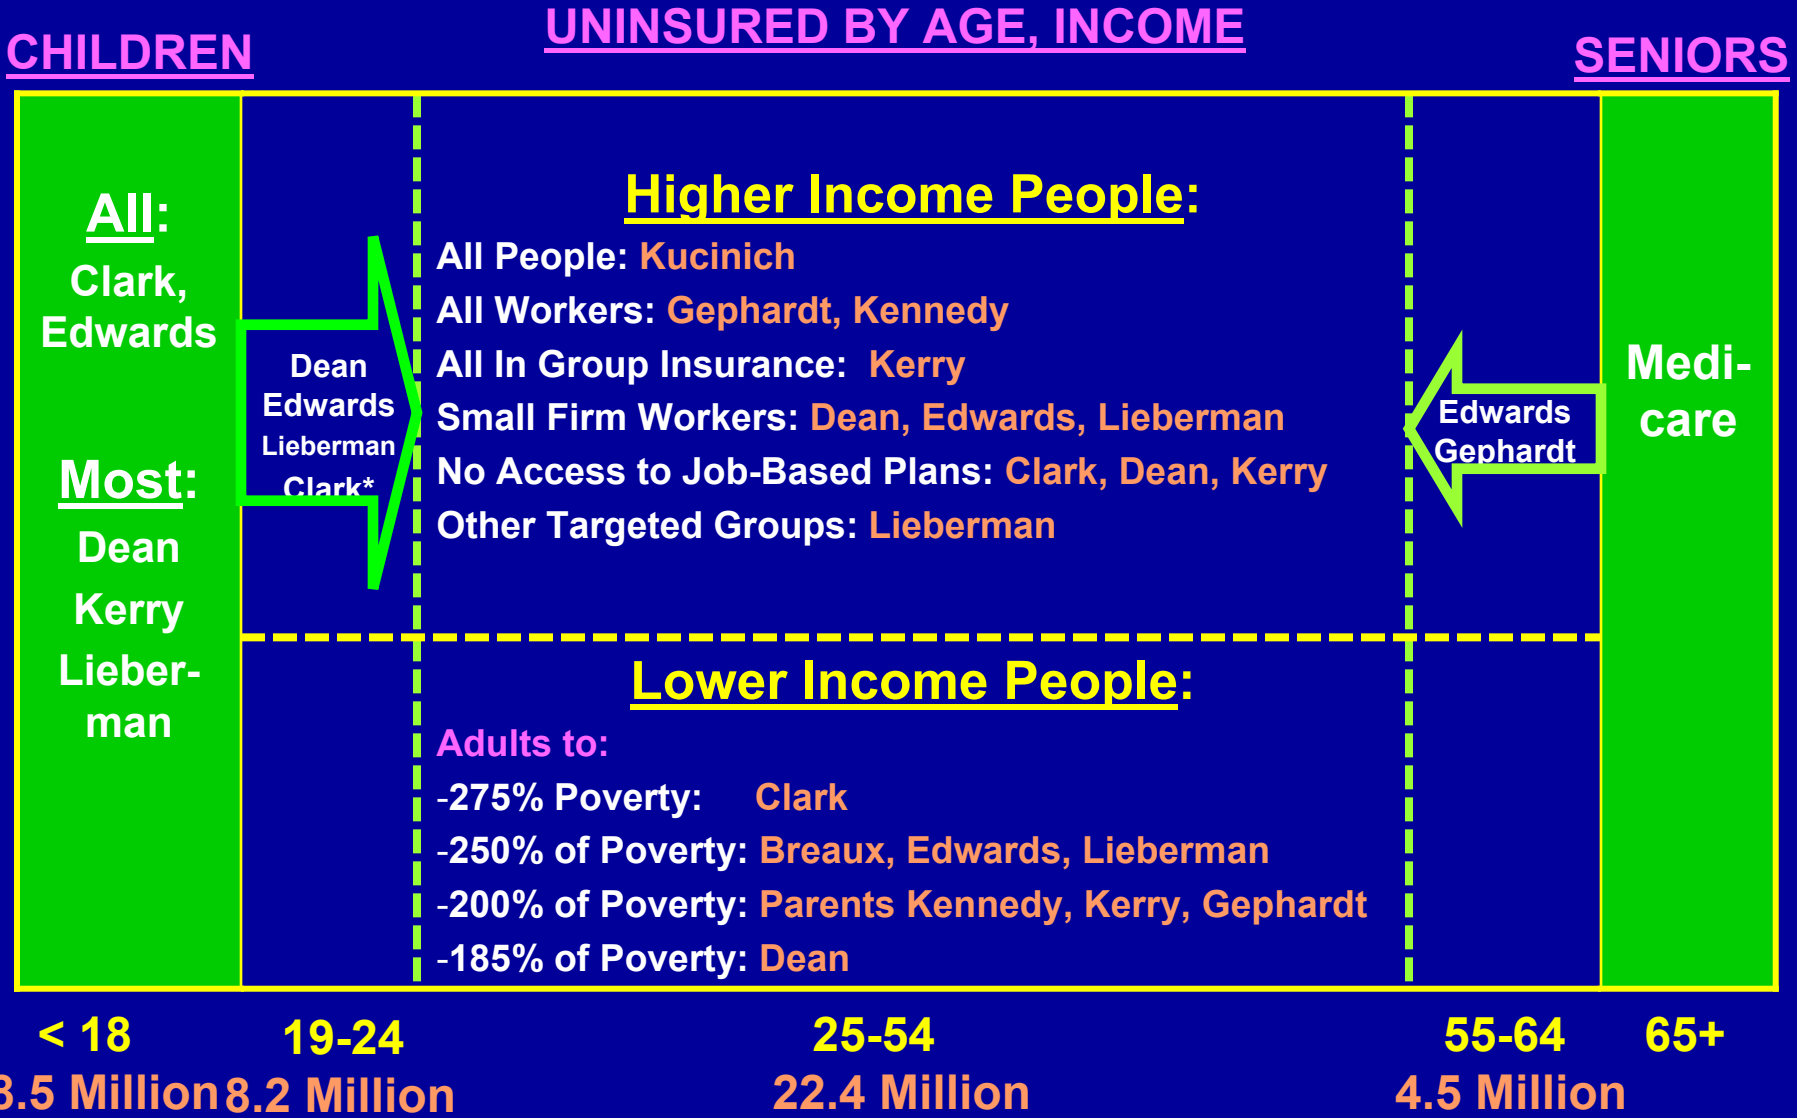 UNINSURED BY AGE, INCOME
CHILDREN
SENIORS
All:
Clark,
Edwards
Most:
Dean
Kerry
Lieber-
man
Dean
Edwards
Lieberman
Clark*
Higher Income People:
All People: Kucinich
All Workers: Gephardt, Kennedy
All In Group Insurance: Kerry
Small Firm Workers: Dean, Edwards, Lieberman
No Access to Job-Based Plans: Clark, Dean, Kerry
Other Targeted Groups: Lieberman
Lower Income People:
Adults to:
-275% Poverty: Clark
-250% of Poverty: Breaux, Edwards, Lieberman
-200% of Poverty: Parents Kennedy, Kerry, Gephardt
-185% of Poverty: Dean
Edwards
Gephardt
Medi-
care
< 18 19-24 25-54 55-64 65+
.5 Million 8.2 Million 22.4 Million 4.5 Million